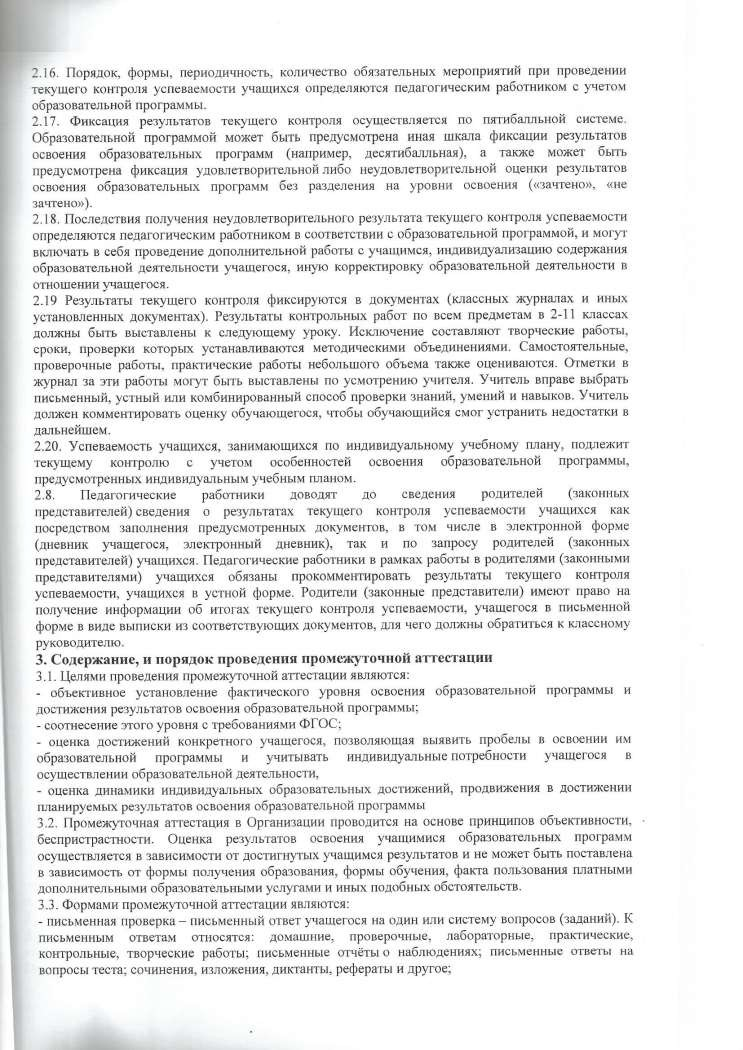 2.16. Порядок, формы, периодичность, количество обязательных мероприятий при проведении
текущего контроля успеваемости учащихся определяются педагогическим работником с учетом
образовательной программы.
2.17. Фиксация результатов текущего контроля осуществляется по пятибалльной системе.
Образовательной программой может быть предусмотрена иная шкала фиксации результатов
освоения образовательных программ (например, десятибалльная), а также может быть
предусмотрена фиксация удовлетворительной либо неудовлетворительной оценки результатов
освоения образовательных программ без разделения на уровни освоения («зачтено», «не
зачтено»).
2.18. Последствия получения неудовлетворительного результата текущего контроля успеваемости
определяются педагогическим работником в соответствии с образовательной программой, и могут
включать в себя проведение дополнительной работы с учащимся, индивидуализацию содержания
образовательной деятельности учащегося, иную корректировку образовательной деятельности в
отношении учащегося.
2.19 Результаты текущего контроля фиксируются в документах (классных журналах и иных
установленных документах). Результаты контрольных работ по всем предметам в 2-11 классах
должны быть выставлены к следующему уроку. Исключение составляют творческие работы,
сроки, проверки которых устанавливаются методическими объединениями. Самостоятельные,
проверочные работы, практические работы небольшого объема также оцениваются. Отметки в
журнал за эти работы могут быть выставлены по усмотрению учителя. Учитель вправе выбрать
письменный, устный или комбинированный способ проверки знаний, умений и навыков. Учитель
должен комментировать оценку обучающегося, чтобы обучающийся смог устранить недостатки в
дальнейшем.
2.20. Успеваемость учащихся, занимающихся по индивидуальному учебному плану, подлежит
текущему контролю с учетом особенностей освоения образовательной программы,
предусмотренных индивидуальным учебным планом.
2.8. Педагогические работники доводят до сведения родителей (законных
представителей) сведения о результатах текущего контроля успеваемости учащихся как
посредством заполнения предусмотренных документов, в том числе в электронной форме
(дневник учащегося, электронный дневник), так и по запросу родителей (законных
представителей) учащихся. Педагогические работники в рамках работы в родителями (законными
представителями) учащихся обязаны прокомментировать результаты текущего контроля
успеваемости, учащихся в устной форме. Родители (законные представители) имеют право на
получение информации об итогах текущего контроля успеваемости, учащегося в письменной
форме в виде выписки из соответствующих документов, для чего должны обратиться к классному
руководителю.
3. Содержание, и порядок проведения промежуточной аттестации
3.1. Целями проведения промежуточной аттестации являются:
- объективное установление фактического уровня освоения образовательной программы и
достижения результатов освоения образовательной программы;
- соотнесение этого уровня с требованиями ФГОС;
- оценка достижений конкретного учащегося, позволяющая выявить пробелы в освоении им
образовательной программы и учитывать индивидуальные потребности учащегося в
осуществлении образовательной деятельности,
- оценка динамики индивидуальных образовательных достижений, продвижения в достижении
планируемых результатов освоения образовательной программы
3.2. Промежуточная аттестация в Организации проводится на основе принципов объективности,
беспристрастности. Оценка результатов освоения учащимися образовательных программ
осуществляется в зависимости от достигнутых учащимся результатов и не может быть поставлена
в зависимость от формы получения образования, формы обучения, факта пользования платными
дополнительными образовательными услугами и иных подобных обстоятельств.
3.3. Формами промежуточной аттестации являются:
- письменная проверка – письменный ответ учащегося на один или систему вопросов (заданий). К
письменным ответам относятся: домашние, проверочные, лабораторные, практические,
контрольные, творческие работы; письменные отчёты о наблюдениях; письменные ответы на
вопросы теста; сочинения, изложения, диктанты, рефераты и другое;